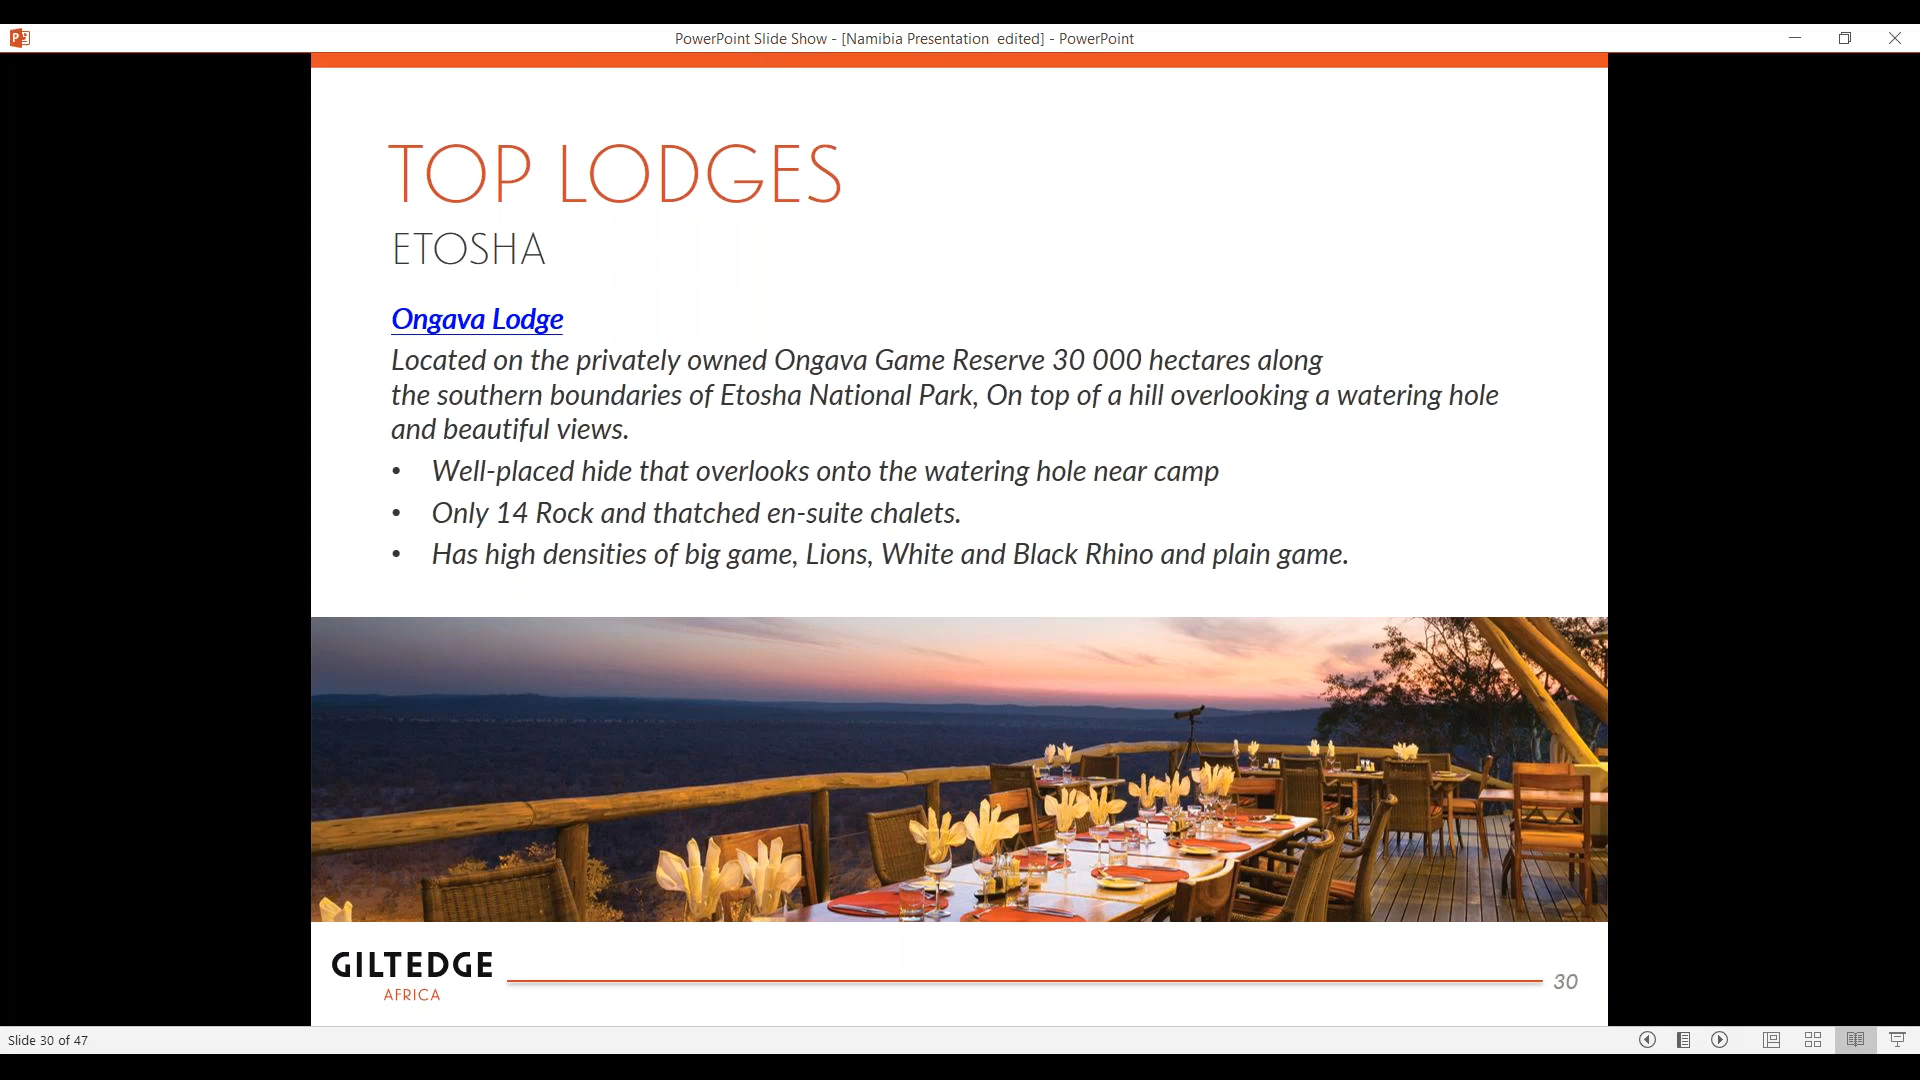 PowerPoint Slide Show - [Namibia Presentation  edited] - PowerPoint
TOP LODGES
ETOSHA
Ongava Lodge
Located on the privately owned Ongava Game Reserve 30 000 hectares along
the southern boundaries of Etosha National Park, On top of a hill overlooking a watering hole
and beautiful views.
• Well-placed hide that overlooks onto the watering hole near camp
• Only 14 Rock and thatched en-suite chalets.
• Has high densities of big game, Lions, White and Black Rhino and plain game.
GILTEDGE
AFRICA
30
Slide 30 of 47